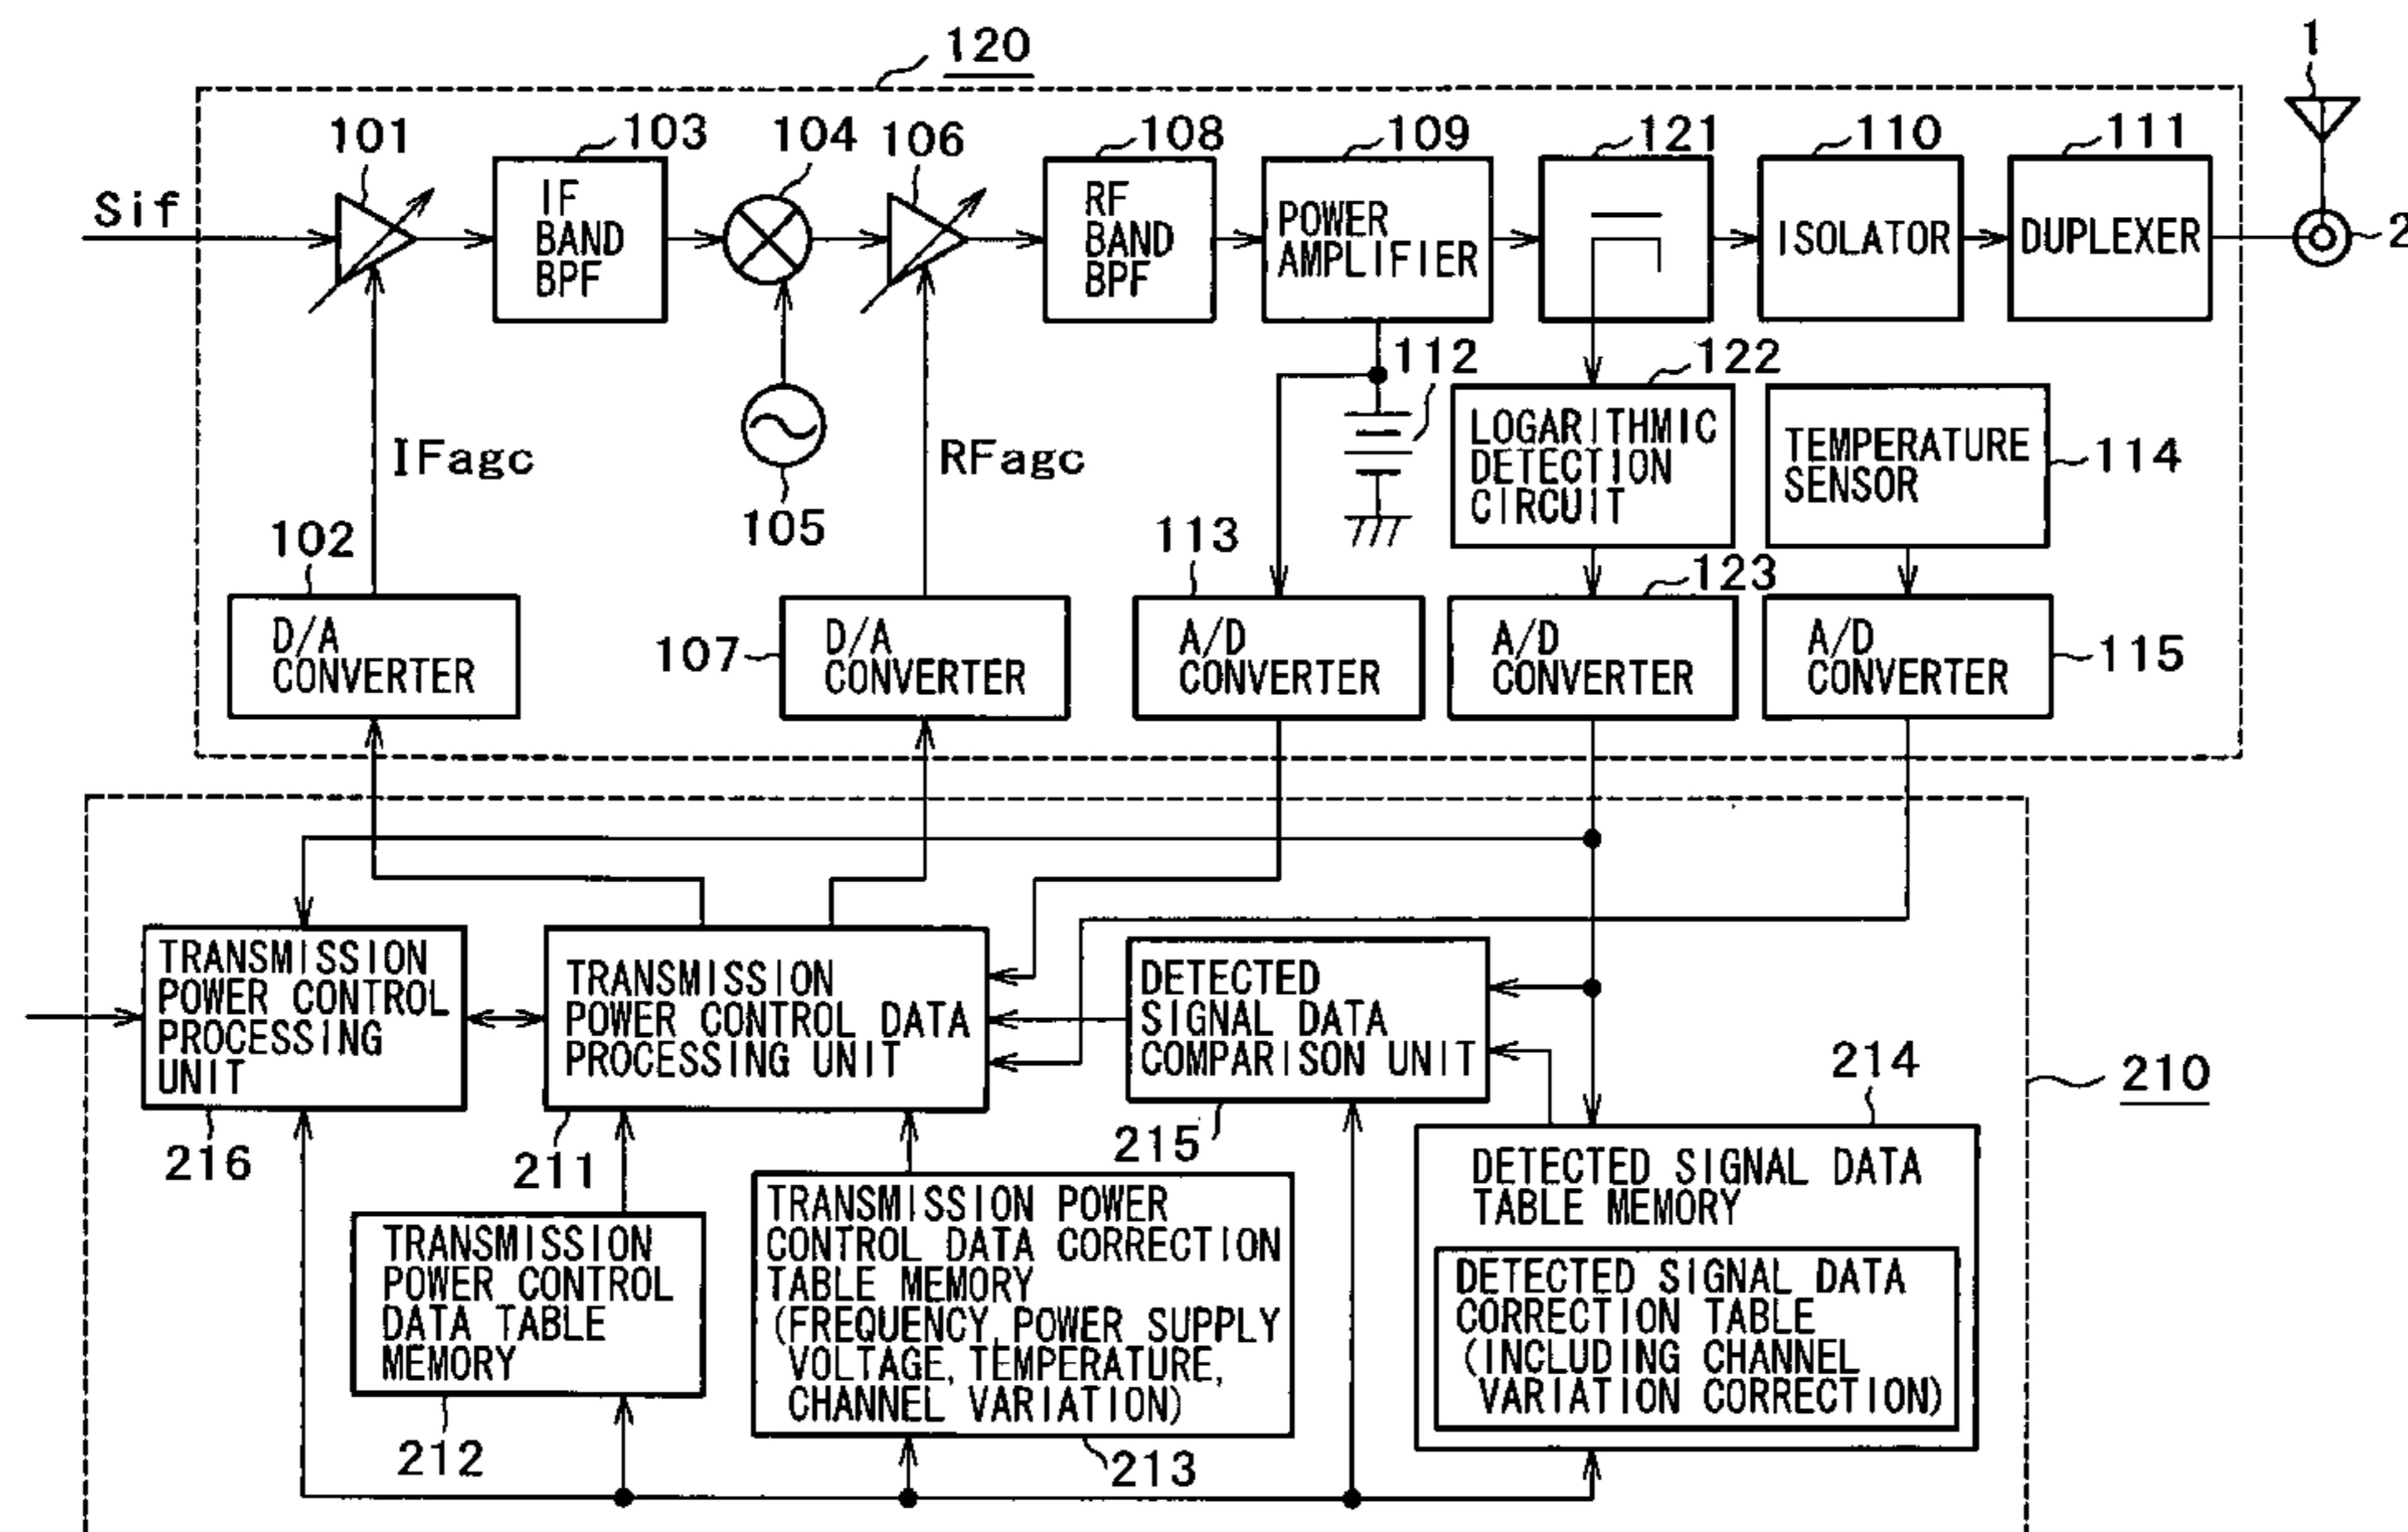 120
1
101
103
104
106
108
109
121
110
111
Sif
IF
BAND
BPF
RF
BAND
BPF
POWER
AMPLIFIER
ISOLATOR
DUPLEXER
2
112
122
LOGARITHMIC
DETECTION
CIRCUIT
TEMPERATURE
SENSOR
114
IFagc
RFagc
105
102
113
123
D/A
CONVERTER
107
D/A
CONVERTER
A/D
CONVERTER
A/D
CONVERTER
A/D
CONVERTER
115
TRANSMISSION
POWER CONTROL
PROCESSING
UNIT
TRANSMISSION
POWER CONTROL DATA
PROCESSING UNIT
DETECTED
SIGNAL DATA
COMPARISON UNIT
214
210
216
211
215
TRANSMISSION
POWER CONTROL
DATA TABLE
MEMORY
TRANSMISSION POWER
CONTROL DATA CORRECTION
TABLE MEMORY
(FREQUENCY, POWER SUPPLY
VOLTAGE, TEMPERATURE,
CHANNEL VARIATION)
DETECTED SIGNAL DATA
TABLE MEMORY
DETECTED SIGNAL DATA
CORRECTION TABLE
(INCLUDING CHANNEL
VARIATION CORRECTION)
212
213